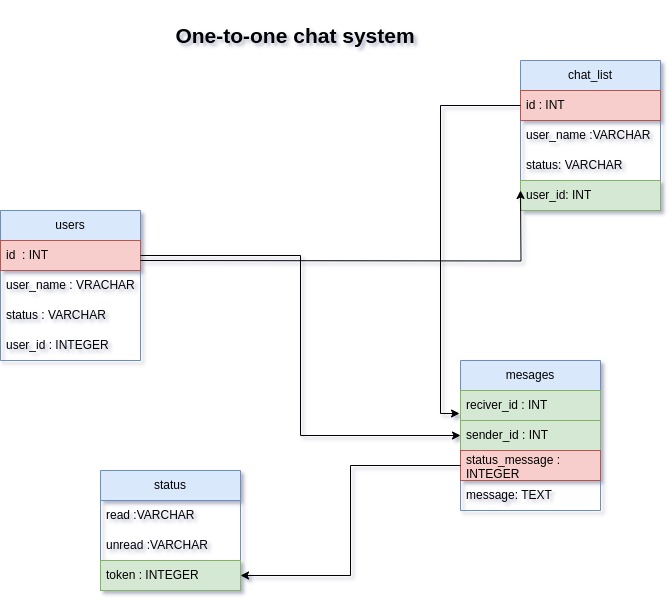 One-to-one chat system
chat_list
id : INT
user_name :VARCHAR
status: VARCHAR
user_id: INT
users
id  : INT
user_name : VRACHAR
status : VARCHAR
user_id : INTEGER
mesages
reciver_id : INT
sender_id : INT
status_message :
INTEGER
message: TEXT
status
read :VARCHAR
unread :VARCHAR
token : INTEGER